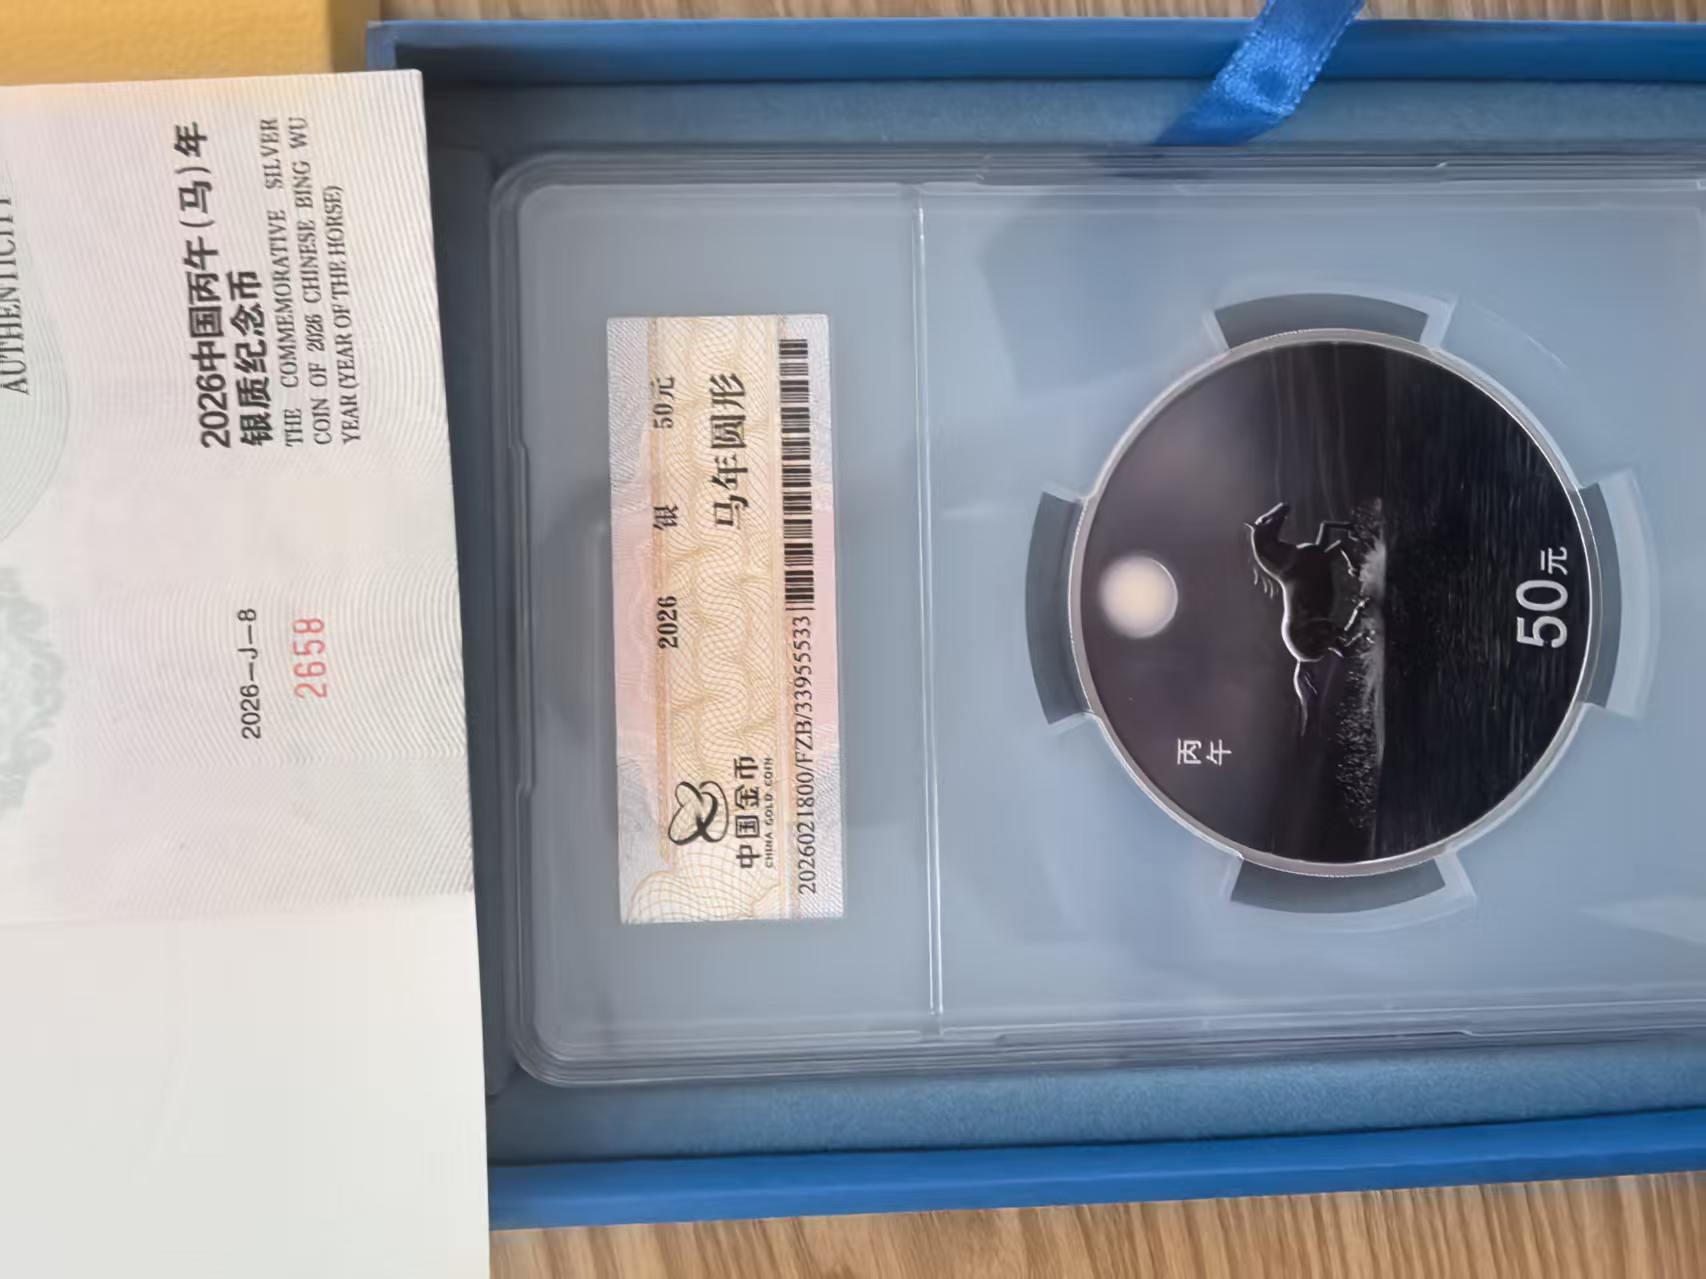 AUTHENTICITY
2026中国丙午(马)年
银质纪念币
THE COMMEMORATIVE SILVER
COIN OF 2026 CHINESE BING WU
YEAR (YEAR OF THE HORSE)
2026-J-8
2658
2026 银 50元
马年圆形
中国金币
CHINA GOLD COIN
2026021800/FZB/33955533
丙
午
50元